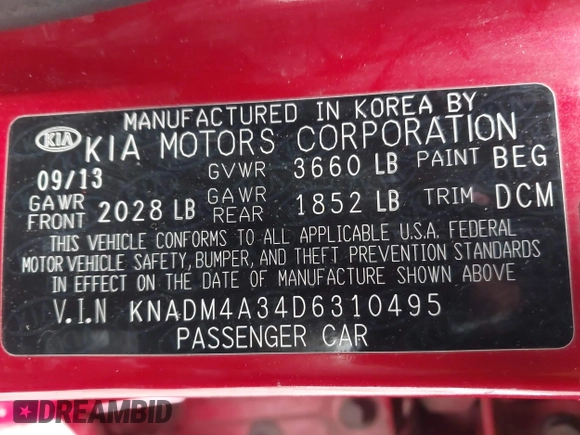 MANUFACTURED IN KOREA BY
KIA KIA MOTORS CORPORATION
09/13 GVWR 3660 LB PAINT BEG
GAWR FRONT 2028 LB GAWR REAR 1852 LB TRIM DCM
THIS VEHICLE CONFORMS TO ALL APPLICABLE U.S.A. FEDERAL
MOTOR VEHICLE SAFETY, BUMPER, AND THEFT PREVENTION STANDARDS
IN EFFECT ON THE DATE OF MANUFACTURE SHOWN ABOVE
V.I.N KNADM4A34D6310495
PASSENGER CAR
DREAMBID